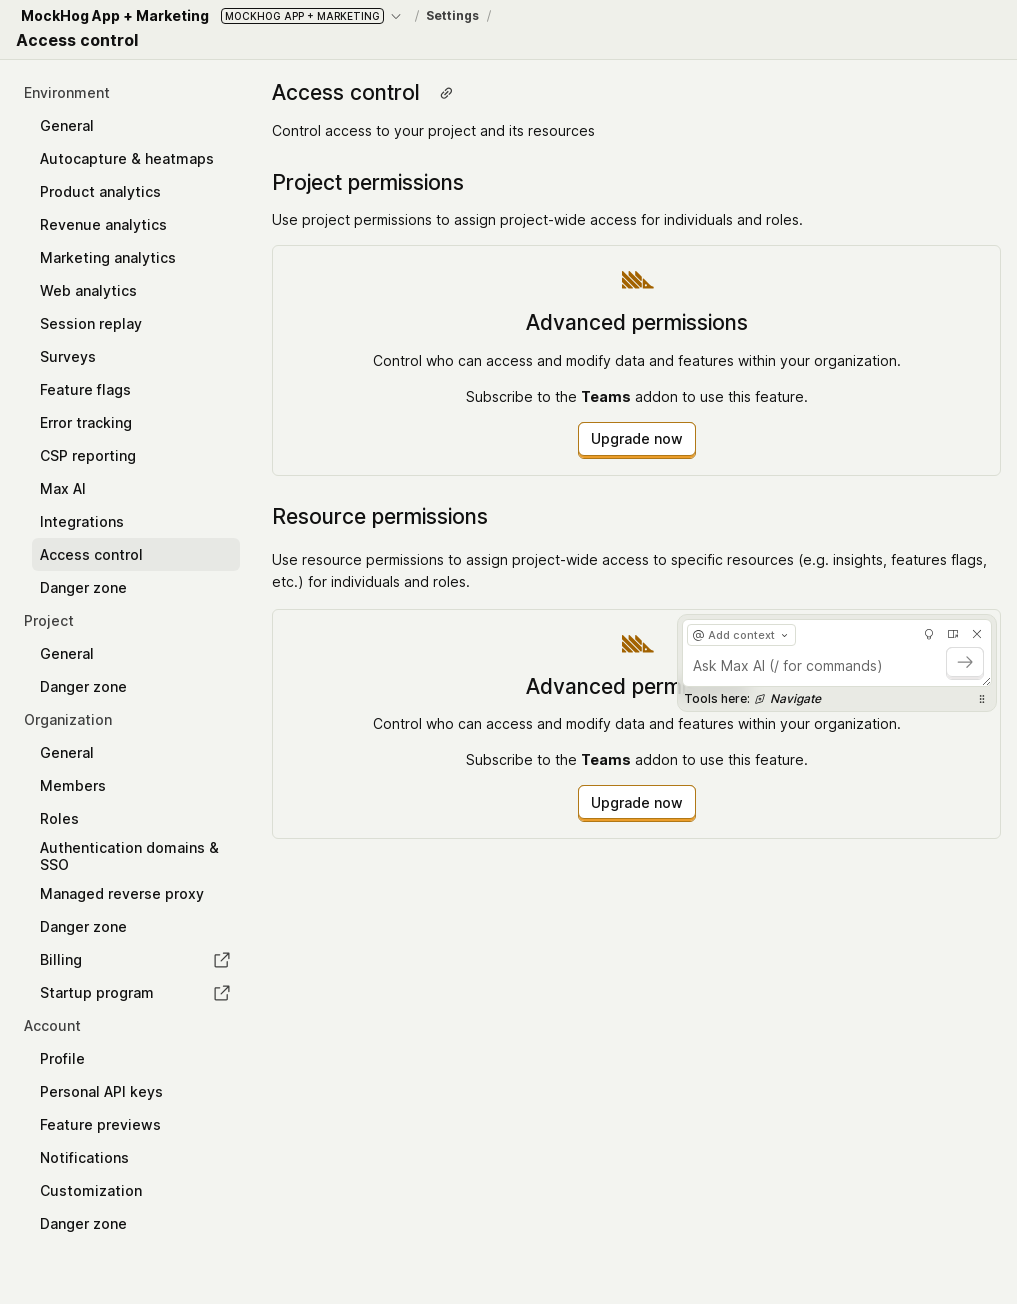 MockHog App + Marketing MOCKHOG APP + MARKETING / Settings /
Access control
Environment
General
Autocapture & heatmaps
Product analytics
Revenue analytics
Marketing analytics
Web analytics
Session replay
Surveys
Feature flags
Error tracking
CSP reporting
Max AI
Integrations
Access control
Danger zone
Project
General
Danger zone
Organization
General
Members
Roles
Authentication domains &
SSO
Managed reverse proxy
Danger zone
Billing
Startup program
Account
Profile
Personal API keys
Feature previews
Notifications
Customization
Danger zone
Access control
Control access to your project and its resources
Project permissions
Use project permissions to assign project-wide access for individuals and roles.
Advanced permissions
Control who can access and modify data and features within your organization.
Subscribe to the Teams addon to use this feature.
Upgrade now
Resource permissions
Use resource permissions to assign project-wide access to specific resources (e.g. insights, features flags,
etc.) for individuals and roles.
Advanced perm
Control who can access and modify data and features within your organization.
Subscribe to the Teams addon to use this feature.
Upgrade now
@ Add context
Ask Max AI (/ for commands)
Tools here: Navigate